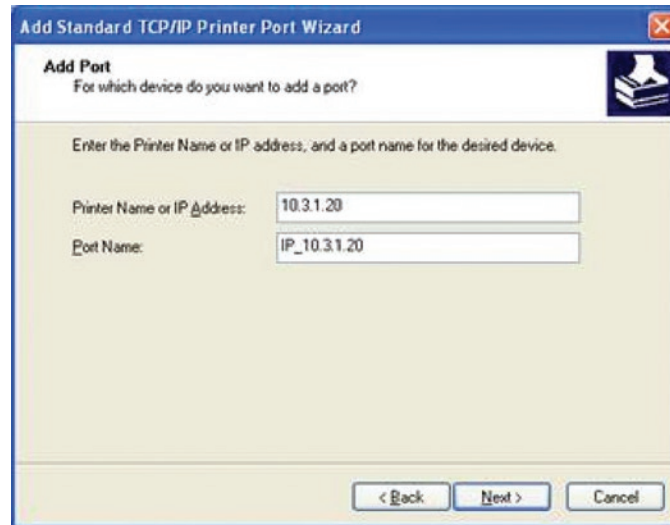 Add Standard TCP/IP Printer Port Wizard
Add Port
For which device do you want to add a port?
Enter the Printer Name or IP address, and a port name for the desired device.
Printer Name or IP Address: 10.3.1.20
Port Name: IP_10.3.1.20
< Back Next > Cancel